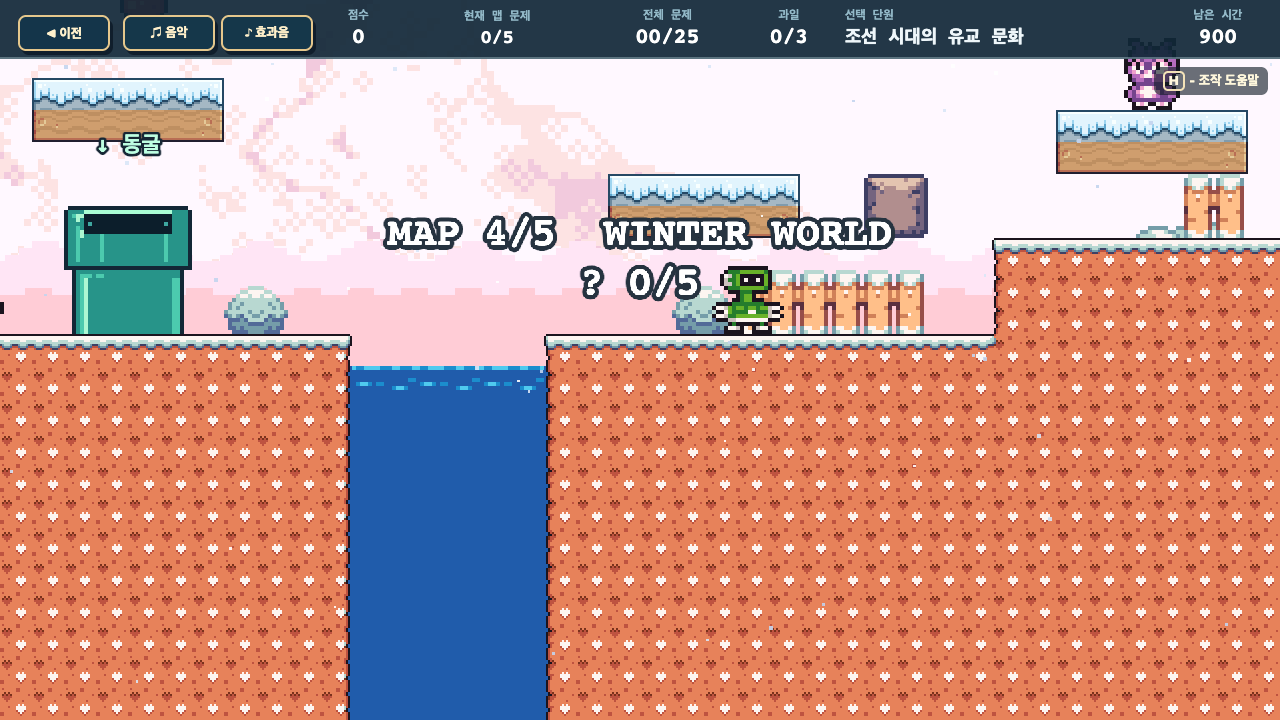 ◀ 이전
♫ 음악
♪ 효과음
점수
0
현재 맵 문제
0/5
전체 문제
00/25
과일
0/3
선택 단원
조선 시대의 유교 문화
남은 시간
900
H - 조작 도움말
↓ 동굴
MAP 4/5 WINTER WORLD
? 0/5